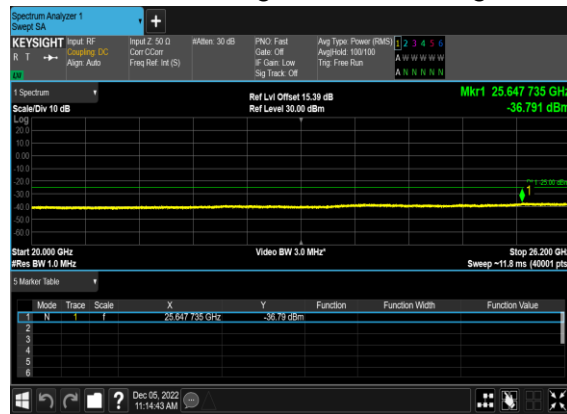 Spectrum Analyzer 1
Swept SA
KEYSIGHT Input: RF Input Z: 50 Ω #Atten: 30 dB PNO: Fast Avg Type: Power (RMS) 1 2 3 4 5 6
R T Coupling: DC Corr CCorr Gate: Off Avg|Hold: 100/100 A W W W W W
Align: Auto Freq Ref: Int (S) IF Gain: Low Trig: Free Run
Sig Track: Off A N N N N N
LXI
1 Spectrum Ref Lvl Offset 15.39 dB Mkr1 25.647 735 GHz
Scale/Div 10 dB Ref Level 30.00 dBm -36.791 dBm
Log
20.0
10.0
0.00
-10.0
-20.0
-25.00 dBm
-30.0
1
-40.0
-50.0
-60.0
Start 20.000 GHz Video BW 3.0 MHz* Stop 26.200 GHz
#Res BW 1.0 MHz Sweep ~11.8 ms (40001 pts)
5 Marker Table
Mode Trace Scale X Y Function Function Width Function Value
1 N 1 f 25.647 735 GHz -36.79 dBm
2
3
4
5
6
? Dec 05, 2022
11:14:43 AM